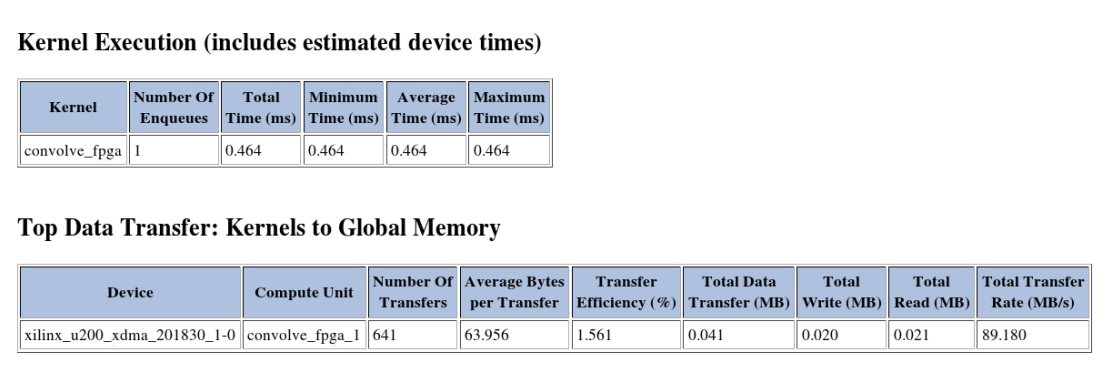 Kernel Execution (includes estimated device times)
Kernel Number Of Enqueues Total Time (ms) Minimum Time (ms) Average Time (ms) Maximum Time (ms)
convolve_fpga 1 0.464 0.464 0.464 0.464
Top Data Transfer: Kernels to Global Memory
Device Compute Unit Number Of Transfers Average Bytes per Transfer Transfer Efficiency (%) Total Data Transfer (MB) Total Write (MB) Total Read (MB) Total Transfer Rate (MB/s)
xilinx_u200_xdma_201830_1-0 convolve_fpga_1 641 63.956 1.561 0.041 0.020 0.021 89.180